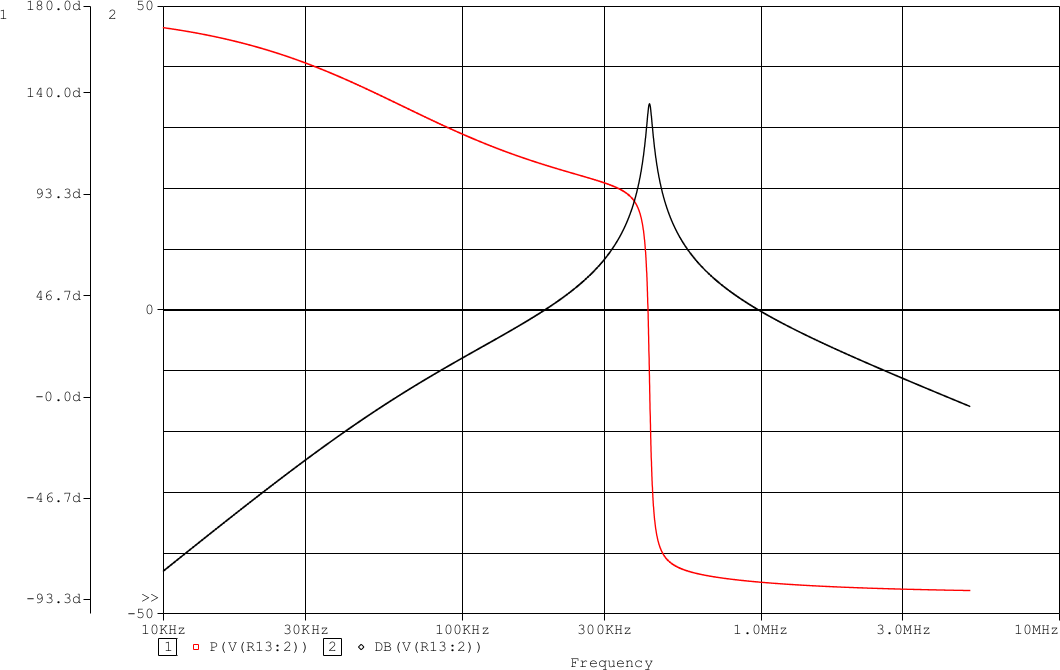 1 180.0d 2 50
140.0d
93.3d
46.7d 0
-0.0d
-46.7d
-93.3d >>
-50
10KHz 30KHz 100KHz 300KHz 1.0MHz 3.0MHz 10MHz
1 P(V(R13:2)) 2 DB(V(R13:2))
Frequency